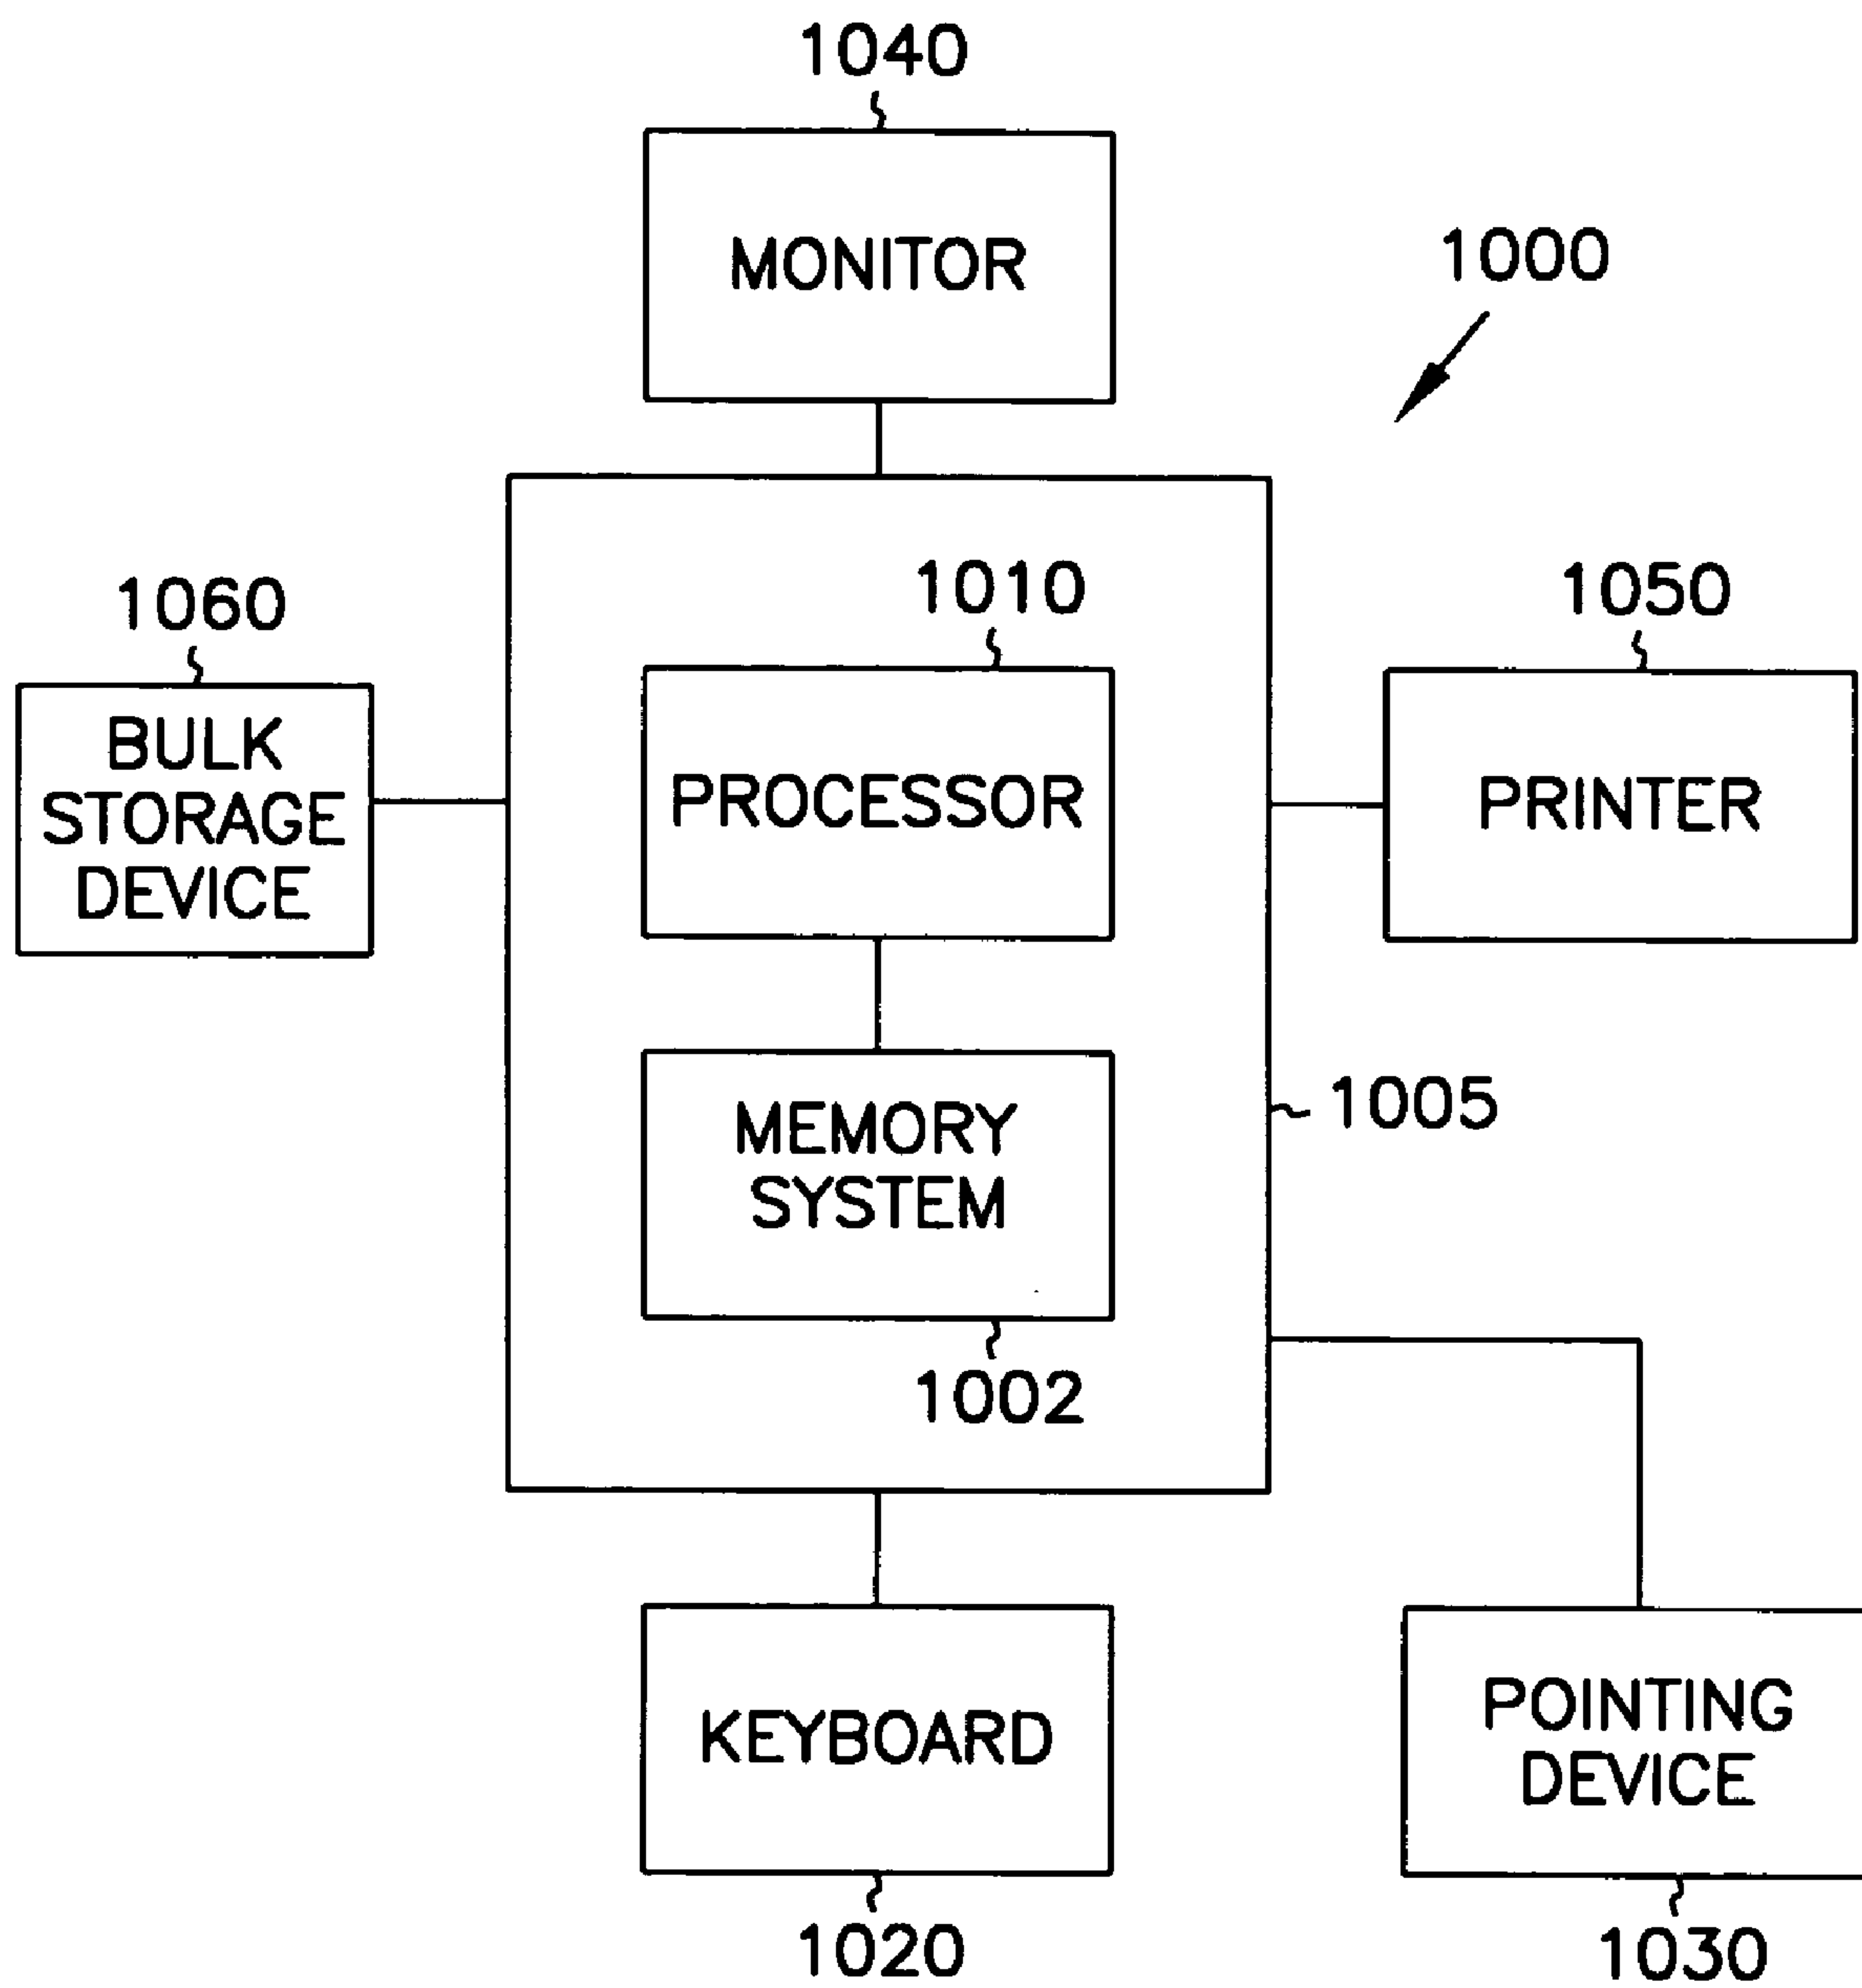 1040
MONITOR
1000
1010
1060
1050
BULK
STORAGE
DEVICE
PROCESSOR
PRINTER
MEMORY
SYSTEM
1005
1002
KEYBOARD
POINTING
DEVICE
1020
1030